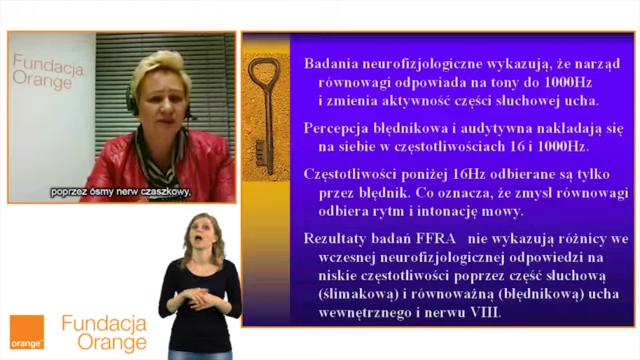 Fundacja
Orange
poprzez ósmy nerw czaszkowy,
Badania neurofizjologiczne wykazują, że narząd
równowagi odpowiada na tony do 1000Hz
i zmienia aktywność części słuchowej ucha.
Percepcja błędnikowa i audytywna nakładają się
na siebie w częstotliwościach 16 i 1000Hz.
Częstotliwości poniżej 16Hz odbierane są tylko
przez błędnik. Co oznacza, że zmysł równowagi
odbiera rytm i intonację mowy.
Rezultaty badań FFRA nie wykazują różnicy we
wczesnej neurofizjologicznej odpowiedzi na
niskie częstotliwości poprzez część słuchową
(ślimakową) i równoważną (błędnikową) ucha
wewnętrznego i nerwu VIII.
orange™
Fundacja
Orange